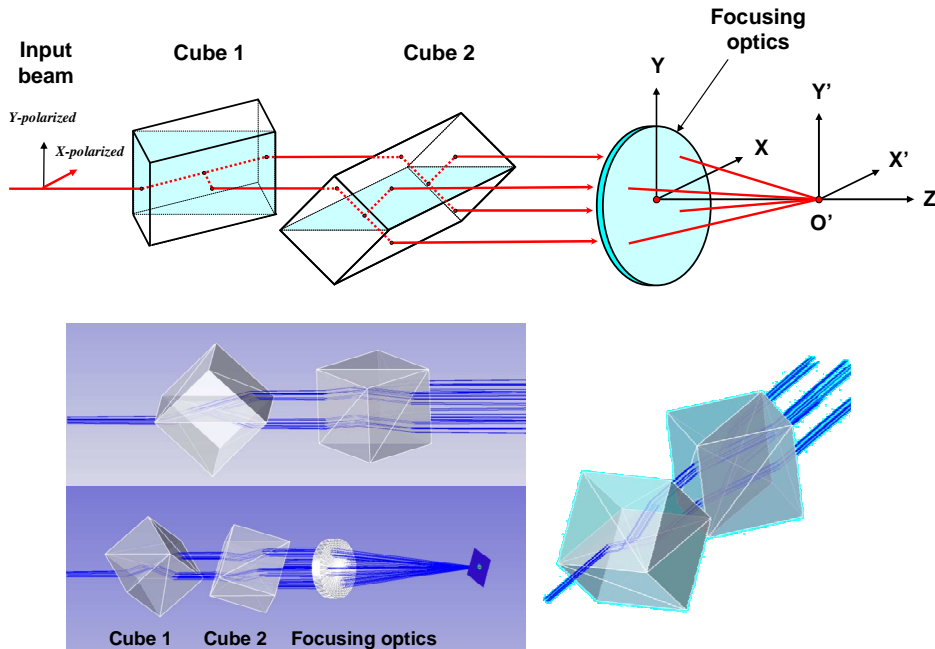 Input
beam
Cube 1
Cube 2
Focusing
optics
Y-polarized
X-polarized
Y
X
Y’
X’
Z
O’
Cube 1
Cube 2
Focusing optics